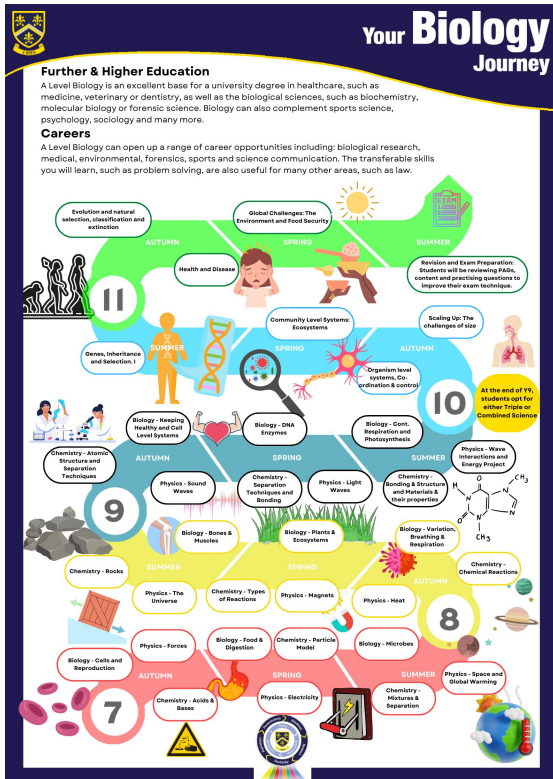 Your Biology
Journey
Further & Higher Education
A Level Biology is an excellent base for a university degree in healthcare, such as
medicine, veterinary or dentistry, as well as the biological sciences, such as biochemistry,
molecular biology or forensic science. Biology can also complement sports science,
psychology, sociology and many more.
Careers
A Level Biology can open up a range of career opportunities including: biological research,
medical, environmental, forensics, sports and science communication. The transferable skills
you will learn, such as problem solving, are also useful for many other areas, such as law.
EXAM
Evolution and natural
selection, classification and
extinction
Global Challenges: The
Environment and Food Security
AUTUMN
SPRING
SUMMER
Health and Disease
Revision and Exam Preparation:
Students will be reviewing PAGs,
content and practising questions to
improve their exam technique.
11
Community Level Systems:
Ecosystems
Scaling Up: The
challenges of size
SUMMER
SPRING
AUTUMN
Genes, Inheritance
and Selection. I
Organism level
systems, Co-
ordination & control
10
At the end of Y9,
students opt for
either Triple or
Combined Science
Biology - Keeping
Healthy and Cell
Level Systems
Biology - DNA
Enzymes
Biology - Cont.
Respiration and
Photosynthesis
Chemistry - Atomic
Structure and
Separation
Techniques
AUTUMN
SPRING
SUMMER
Physics - Wave
Interactions and
Energy Project
Physics - Sound
Waves
Chemistry -
Separation
Techniques and
Bonding
Physics - Light
Waves
Chemistry -
Bonding & Structure
and Materials &
their properties
O
CH3
H
N
N
O
N
N
CH3
9
Biology - Bones &
Muscles
Biology - Plants &
Ecosystems
Biology - Variation,
Breathing &
Respiration
Chemistry - Rocks
SUMMER
SPRING
AUTUMN
Chemistry -
Chemical Reactions
Physics - The
Universe
Chemistry - Types
of Reactions
Physics - Magnets
Physics - Heat
8
Physics - Forces
Biology - Food &
Digestion
Chemistry - Particle
Model
Biology - Microbes
Biology - Cells and
Reproduction
AUTUMN
SPRING
SUMMER
Physics - Space and
Global Warming
7
Chemistry - Acids &
Bases
Physics - Electricity
Chemistry -
Mixtures &
Separation